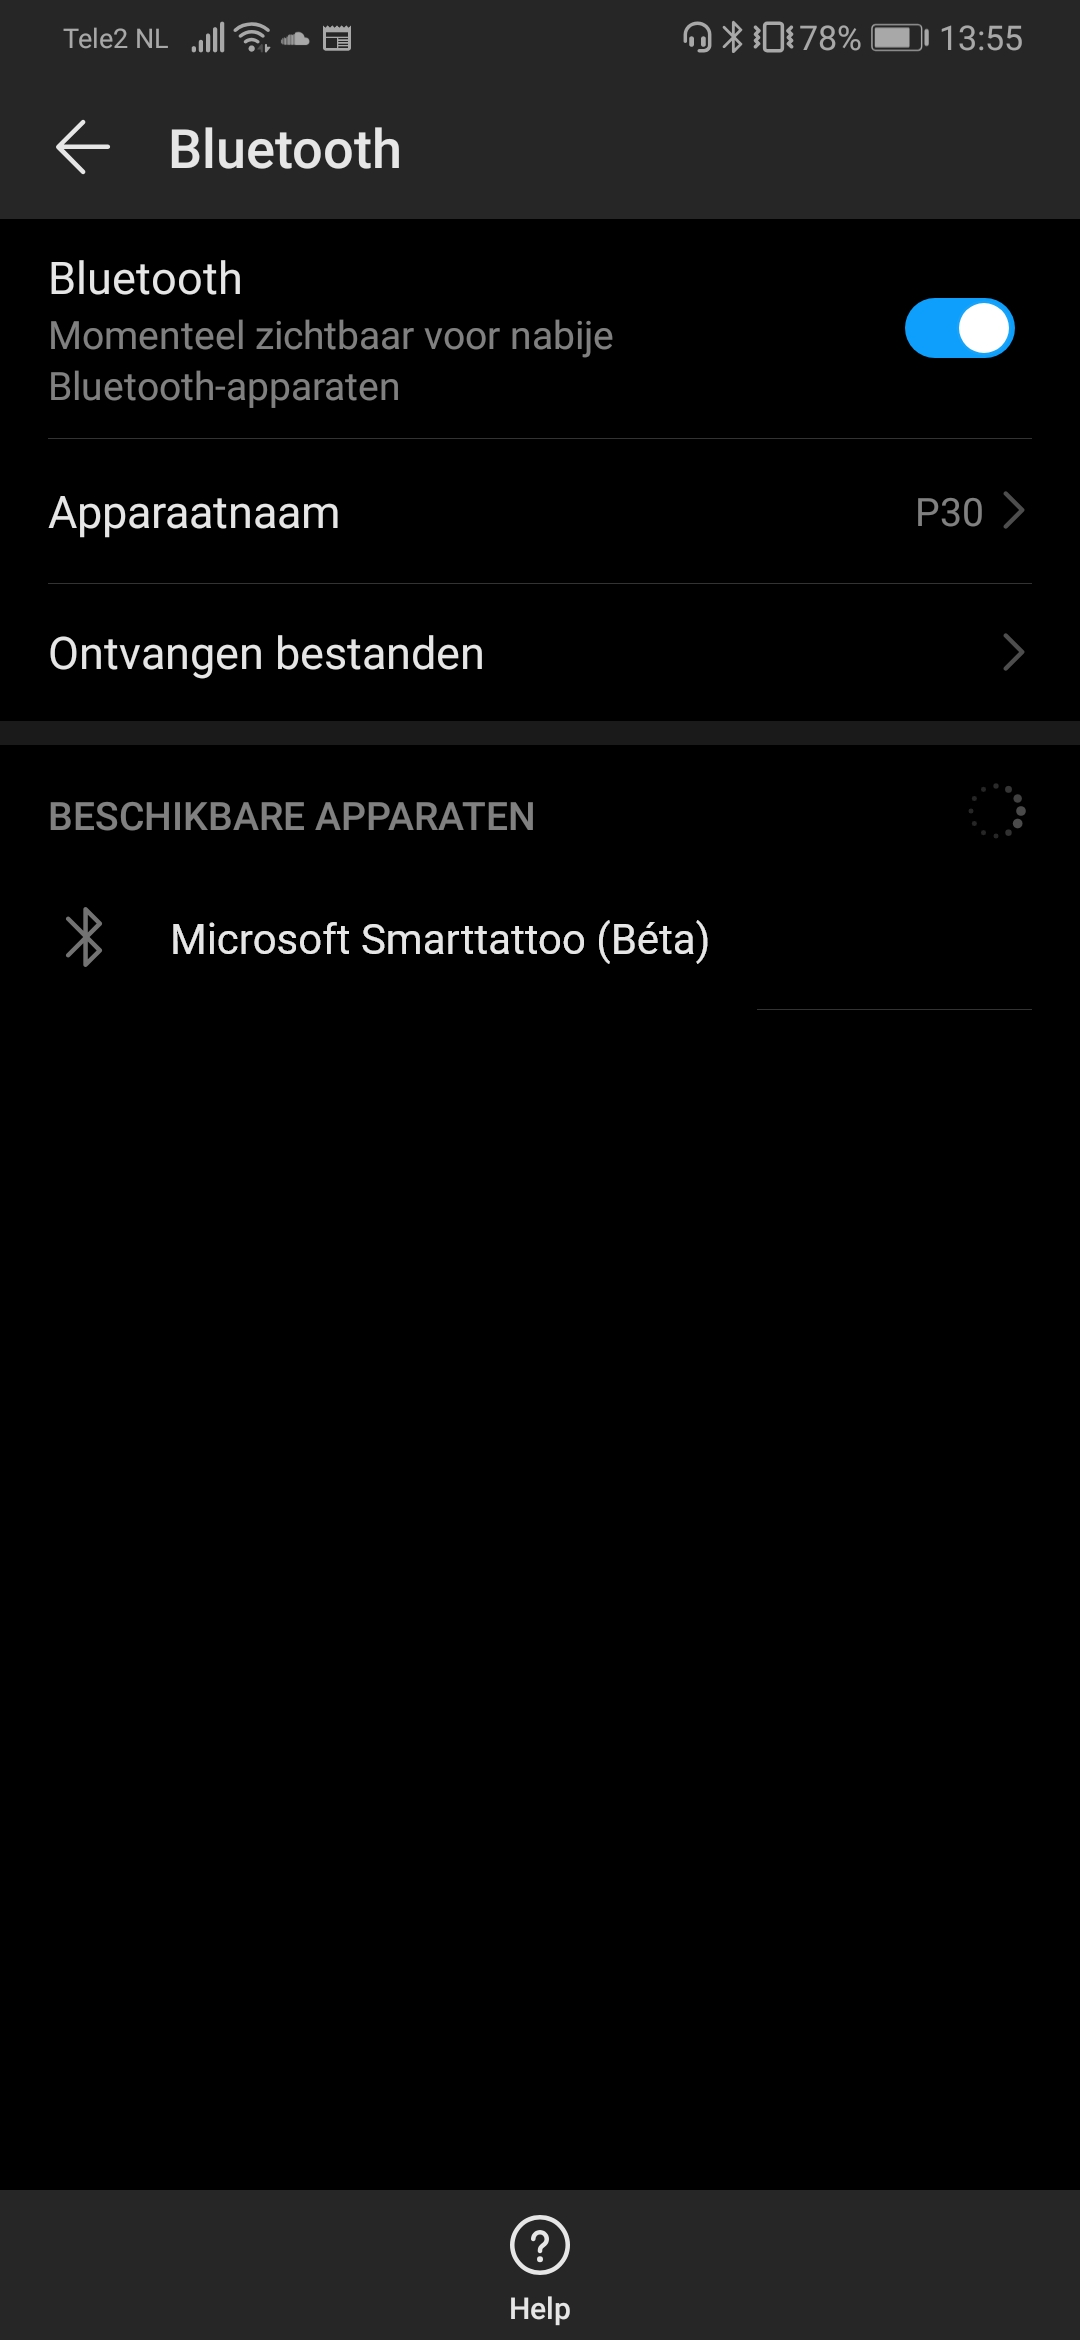 Tele2 NL 78% 13:55
Bluetooth
Bluetooth
Momenteel zichtbaar voor nabije
Bluetooth-apparaten
Apparaatnaam P30
Ontvangen bestanden
BESCHIKBARE APPARATEN
Microsoft Smarttattoo (Béta)
Help